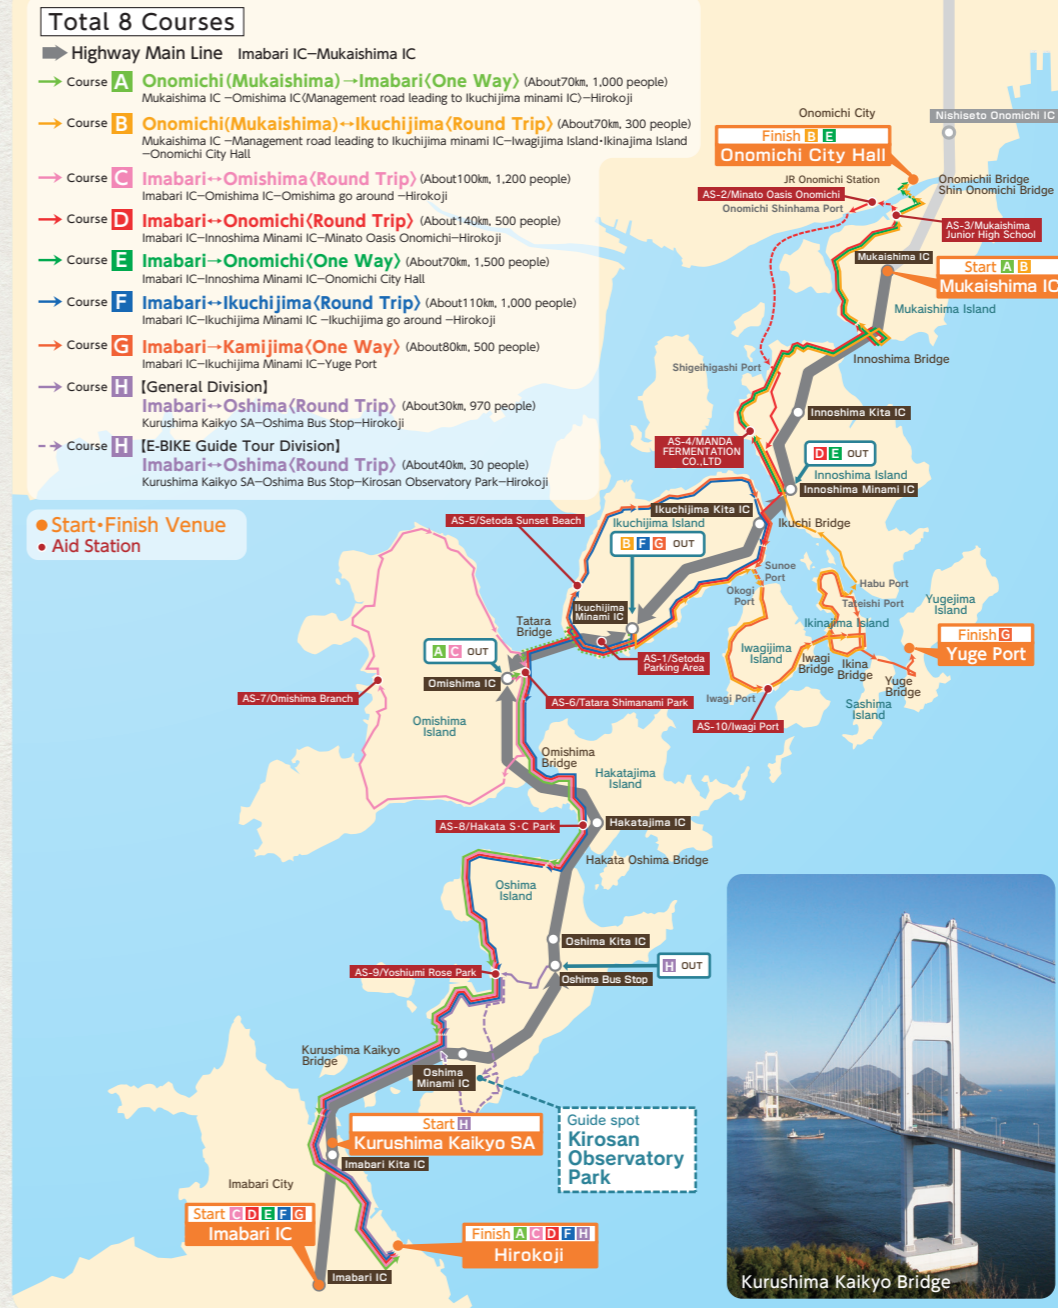 Total 8 Courses
Highway Main Line Imabari IC−Mukaishima IC
Course A Onomichi(Mukaishima)→Imabari〈One Way〉 (About70km, 1,000 people)
Mukaishima IC −Omishima IC〈Management road leading to Ikuchijima minami IC〉−Hirokoji
Course B Onomichi(Mukaishima)↔Ikuchijima〈Round Trip〉 (About70km, 300 people)
Mukaishima IC −Management road leading to Ikuchijima minami IC−Iwagijima Island・Ikinajima Island
−Onomichi City Hall
Course C Imabari↔Omishima〈Round Trip〉 (About100km, 1,200 people)
Imabari IC−Omishima IC−Omishima go around −Hirokoji
Course D Imabari↔Onomichi〈Round Trip〉 (About140km, 500 people)
Imabari IC−Innoshima Minami IC−Minato Oasis Onomichi−Hirokoji
Course E Imabari→Onomichi〈One Way〉 (About70km, 1,500 people)
Imabari IC−Innoshima Minami IC−Onomichi City Hall
Course F Imabari↔Ikuchijima〈Round Trip〉 (About110km, 1,000 people)
Imabari IC−Ikuchijima Minami IC −Ikuchijima go around −Hirokoji
Course G Imabari→Kamijima〈One Way〉 (About80km, 500 people)
Imabari IC−Ikuchijima Minami IC−Yuge Port
Course H 【General Division】
Imabari↔Oshima〈Round Trip〉 (About30km, 970 people)
Kurushima Kaikyo SA−Oshima Bus Stop−Hirokoji
Course H 【E-BIKE Guide Tour Division】
Imabari↔Oshima〈Round Trip〉 (About40km, 30 people)
Kurushima Kaikyo SA−Oshima Bus Stop−Kirosan Observatory Park−Hirokoji
Start・Finish Venue
Aid Station
Onomichi City
Nishiseto Onomichi IC
Finish B E
Onomichi City Hall
JR Onomichi Station
Onomichii Bridge
Shin Onomichi Bridge
AS-2/Minato Oasis Onomichi
Onomichi Shinhama Port
AS-3/Mukaishima
Junior High School
Mukaishima IC
Start A B
Mukaishima IC
Mukaishima Island
Innoshima Bridge
Shigeihigashi Port
Innoshima Kita IC
AS-4/MANDA
FERMENTATION
CO.,LTD
D E OUT
Innoshima Island
Innoshima Minami IC
Ikuchijima Kita IC
AS-5/Setoda Sunset Beach
Ikuchijima Island
Ikuchi Bridge
B F G OUT
Sunoe
Port
Okogi
Port
Habu Port
Tateishi Port
Yugejima
Island
Ikuchijima
Minami IC
Tatara
Bridge
Ikinajima Island
Finish G
Yuge Port
A C OUT
Iwagijima
Island
Iwagi
Bridge
Ikina
Bridge
Yuge
Bridge
AS-1/Setoda
Parking Area
Omishima IC
AS-7/Omishima Branch
AS-6/Tatara Shimanami Park
Iwagi Port
Sashima
Island
AS-10/Iwagi Port
Omishima
Island
Omishima
Bridge
Hakatajima
Island
AS-8/Hakata S・C Park
Hakatajima IC
Hakata Oshima Bridge
Oshima
Island
Oshima Kita IC
H OUT
AS-9/Yoshiumi Rose Park
Oshima Bus Stop
Kurushima Kaikyo
Bridge
Oshima
Minami IC
Start H
Kurushima Kaikyo SA
Guide spot
Kirosan
Observatory
Park
Imabari Kita IC
Imabari City
Start C D E F G
Imabari IC
Finish A C D F H
Hirokoji
Imabari IC
Kurushima Kaikyo Bridge